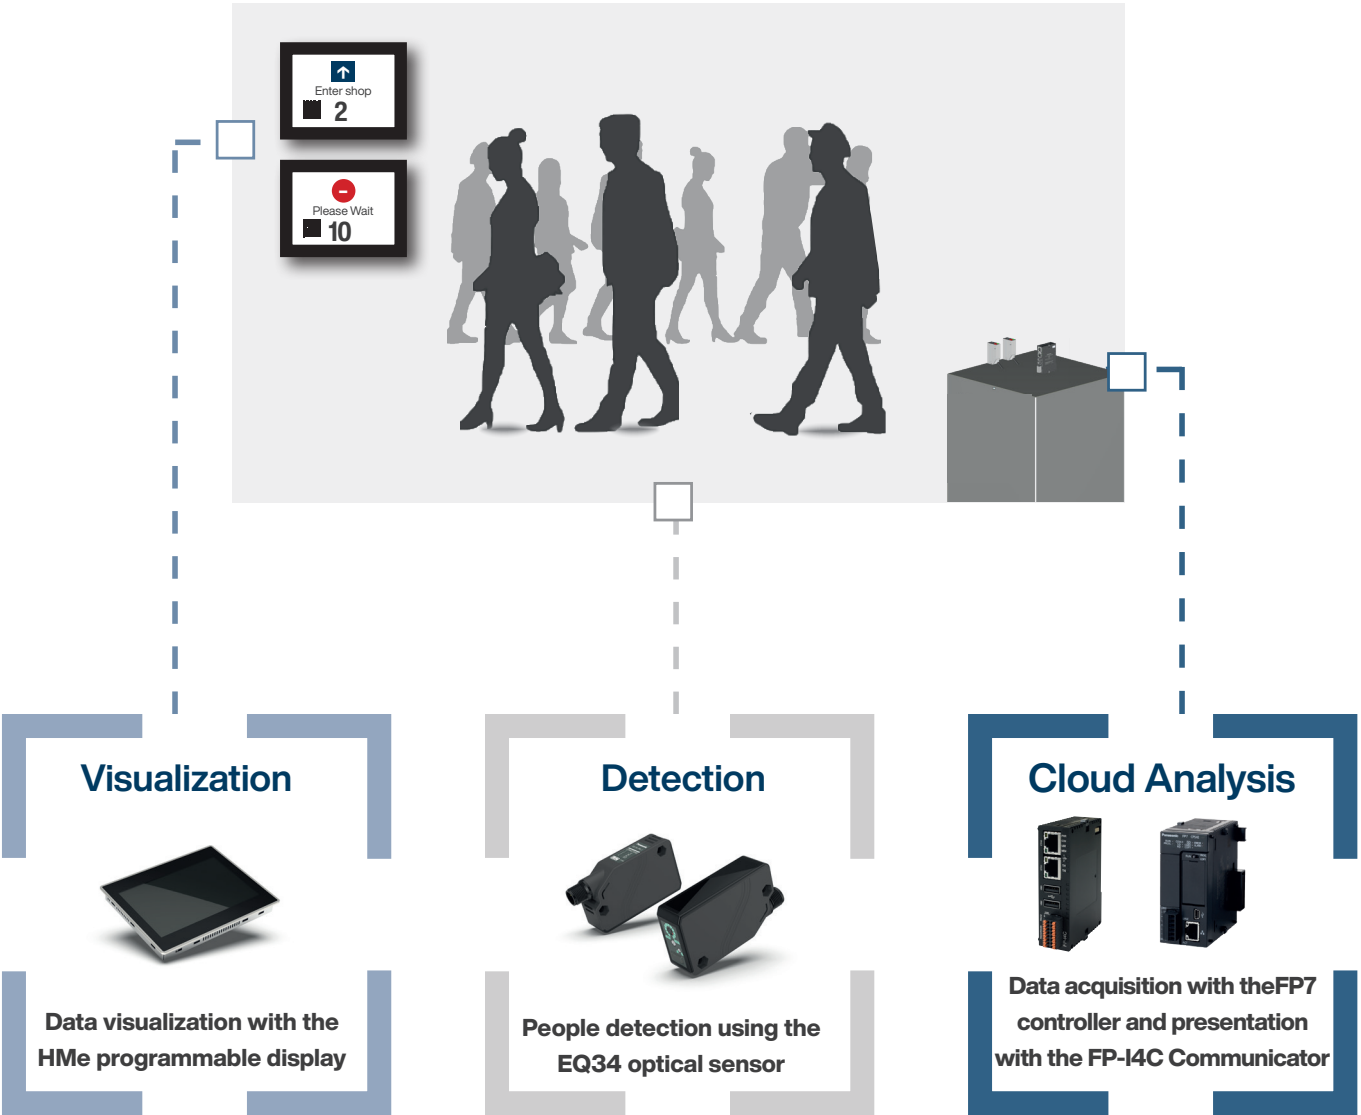 Enter shop
2
Please Wait
10
Visualization
Data visualization with the
HMe programmable display
Detection
People detection using the
EQ34 optical sensor
Cloud Analysis
Data acquisition with theFP7
controller and presentation
with the FP-I4C Communicator